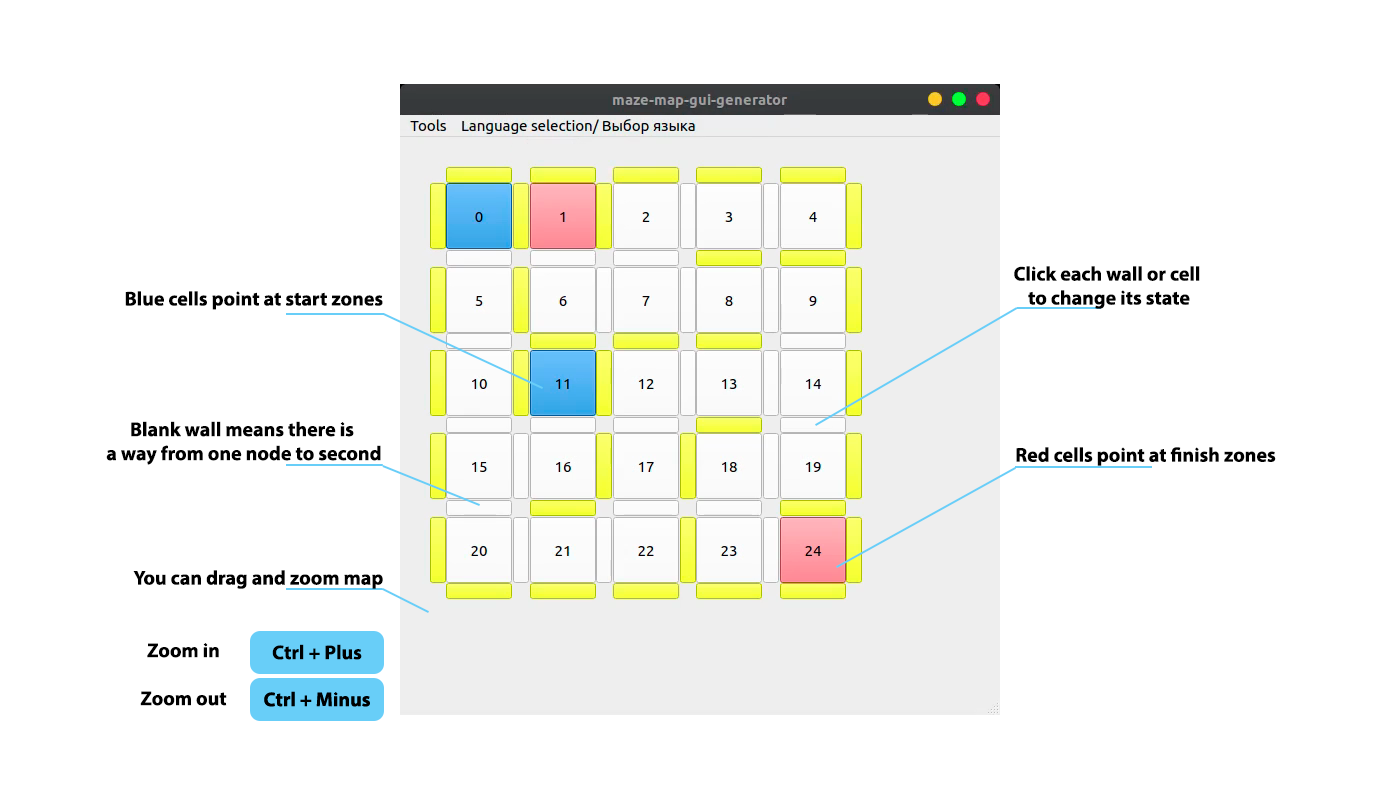 maze-map-gui-generator
Tools Language selection/ Выбор языка
0 1 2 3 4
5 6 7 8 9
10 11 12 13 14
15 16 17 18 19
20 21 22 23 24
Blue cells point at start zones
Blank wall means there is
a way from one node to second
You can drag and zoom map
Zoom in Ctrl + Plus
Zoom out Ctrl + Minus
Click each wall or cell
to change its state
Red cells point at finish zones